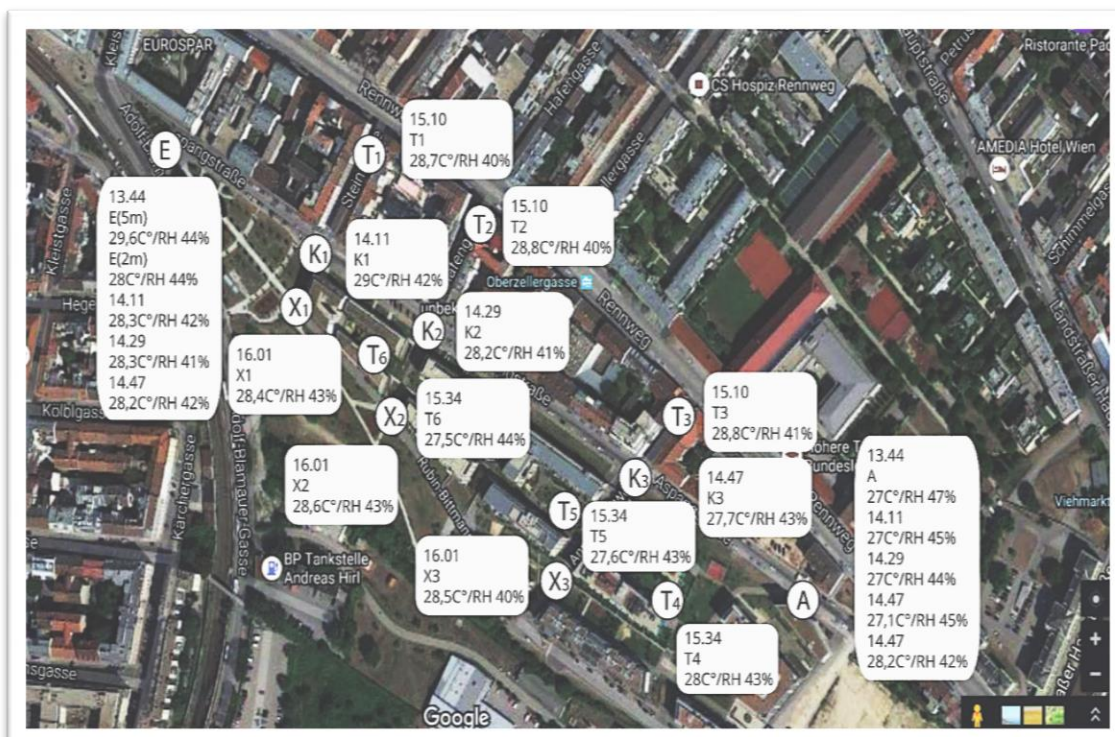 EUROSPAR
Rennweg
Hafengasse
CS Hospiz Rennweg
Ristorante
AMEDIA Hotel Wien
E
T1
15.10
T1
28,7C°/RH 40%
13.44
E(5m)
29,6C°/RH 44%
E(2m)
28C°/RH 44%
14.11
28,3C°/RH 42%
14.29
28,3C°/RH 41%
14.47
28,2C°/RH 42%
Kleistgasse
T2
15.10
T2
28,8C°/RH 40%
K1
14.11
K1
29C°/RH 42%
Oberzellergasse
Rennweg
X1
K2
14.29
K2
28,2C°/RH 41%
T6
16.01
X1
28,4C°/RH 43%
15.34
T6
27,5C°/RH 44%
X2
T3
15.10
T3
28,8C°/RH 41%
Kölblgasse
16.01
X2
28,6C°/RH 43%
Rubin Bittmann
K3
14.47
K3
27,7C°/RH 43%
13.44
A
27C°/RH 47%
14.11
27C°/RH 45%
14.29
27C°/RH 44%
14.47
27,1C°/RH 45%
14.47
28,2C°/RH 42%
Rennweg
Viehmarkt
Kärchergasse
T5
15.34
T5
27,6C°/RH 43%
BP Tankstelle
Andreas Hirl
16.01
X3
28,5C°/RH 40%
X3
T4
A
15.34
T4
28C°/RH 43%
Google